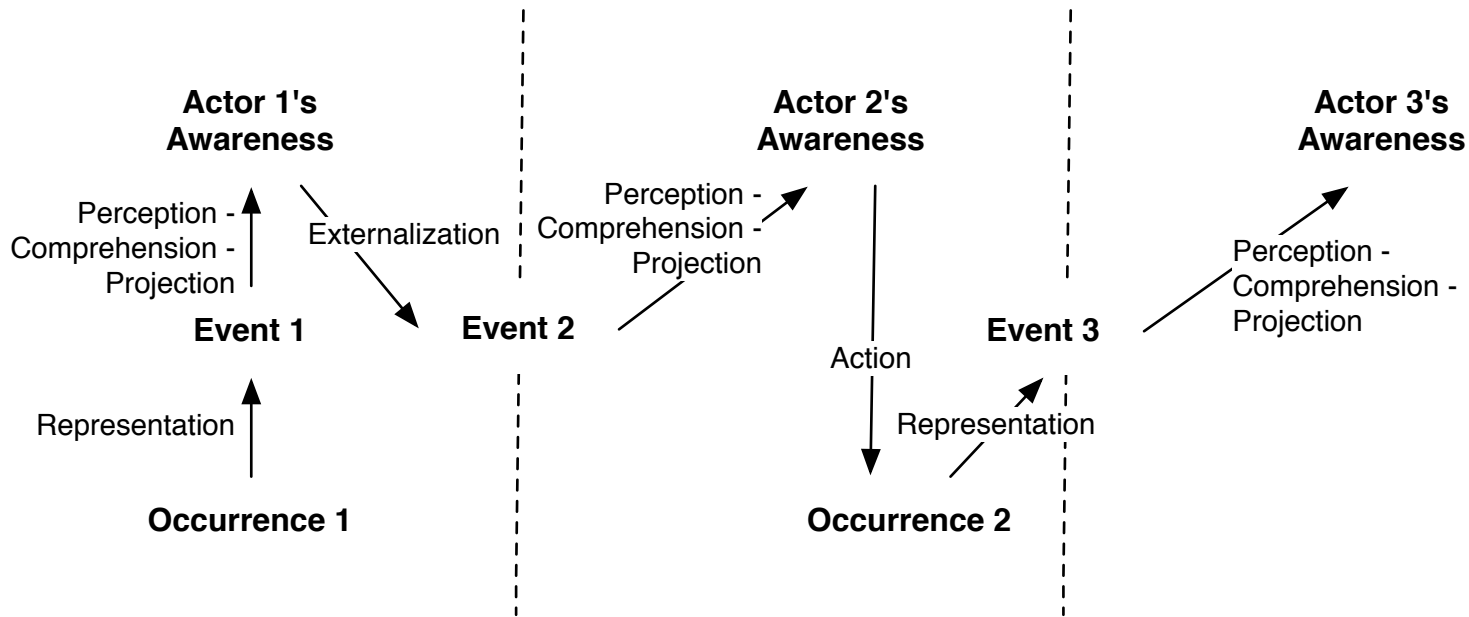 Actor 1's
Awareness
Perception -
Comprehension -
Projection
Externalization
Event 1
Representation
Occurrence 1
Event 2
Actor 2's
Awareness
Perception -
Comprehension -
Projection
Action
Occurrence 2
Representation
Event 3
Actor 3's
Awareness
Perception -
Comprehension -
Projection